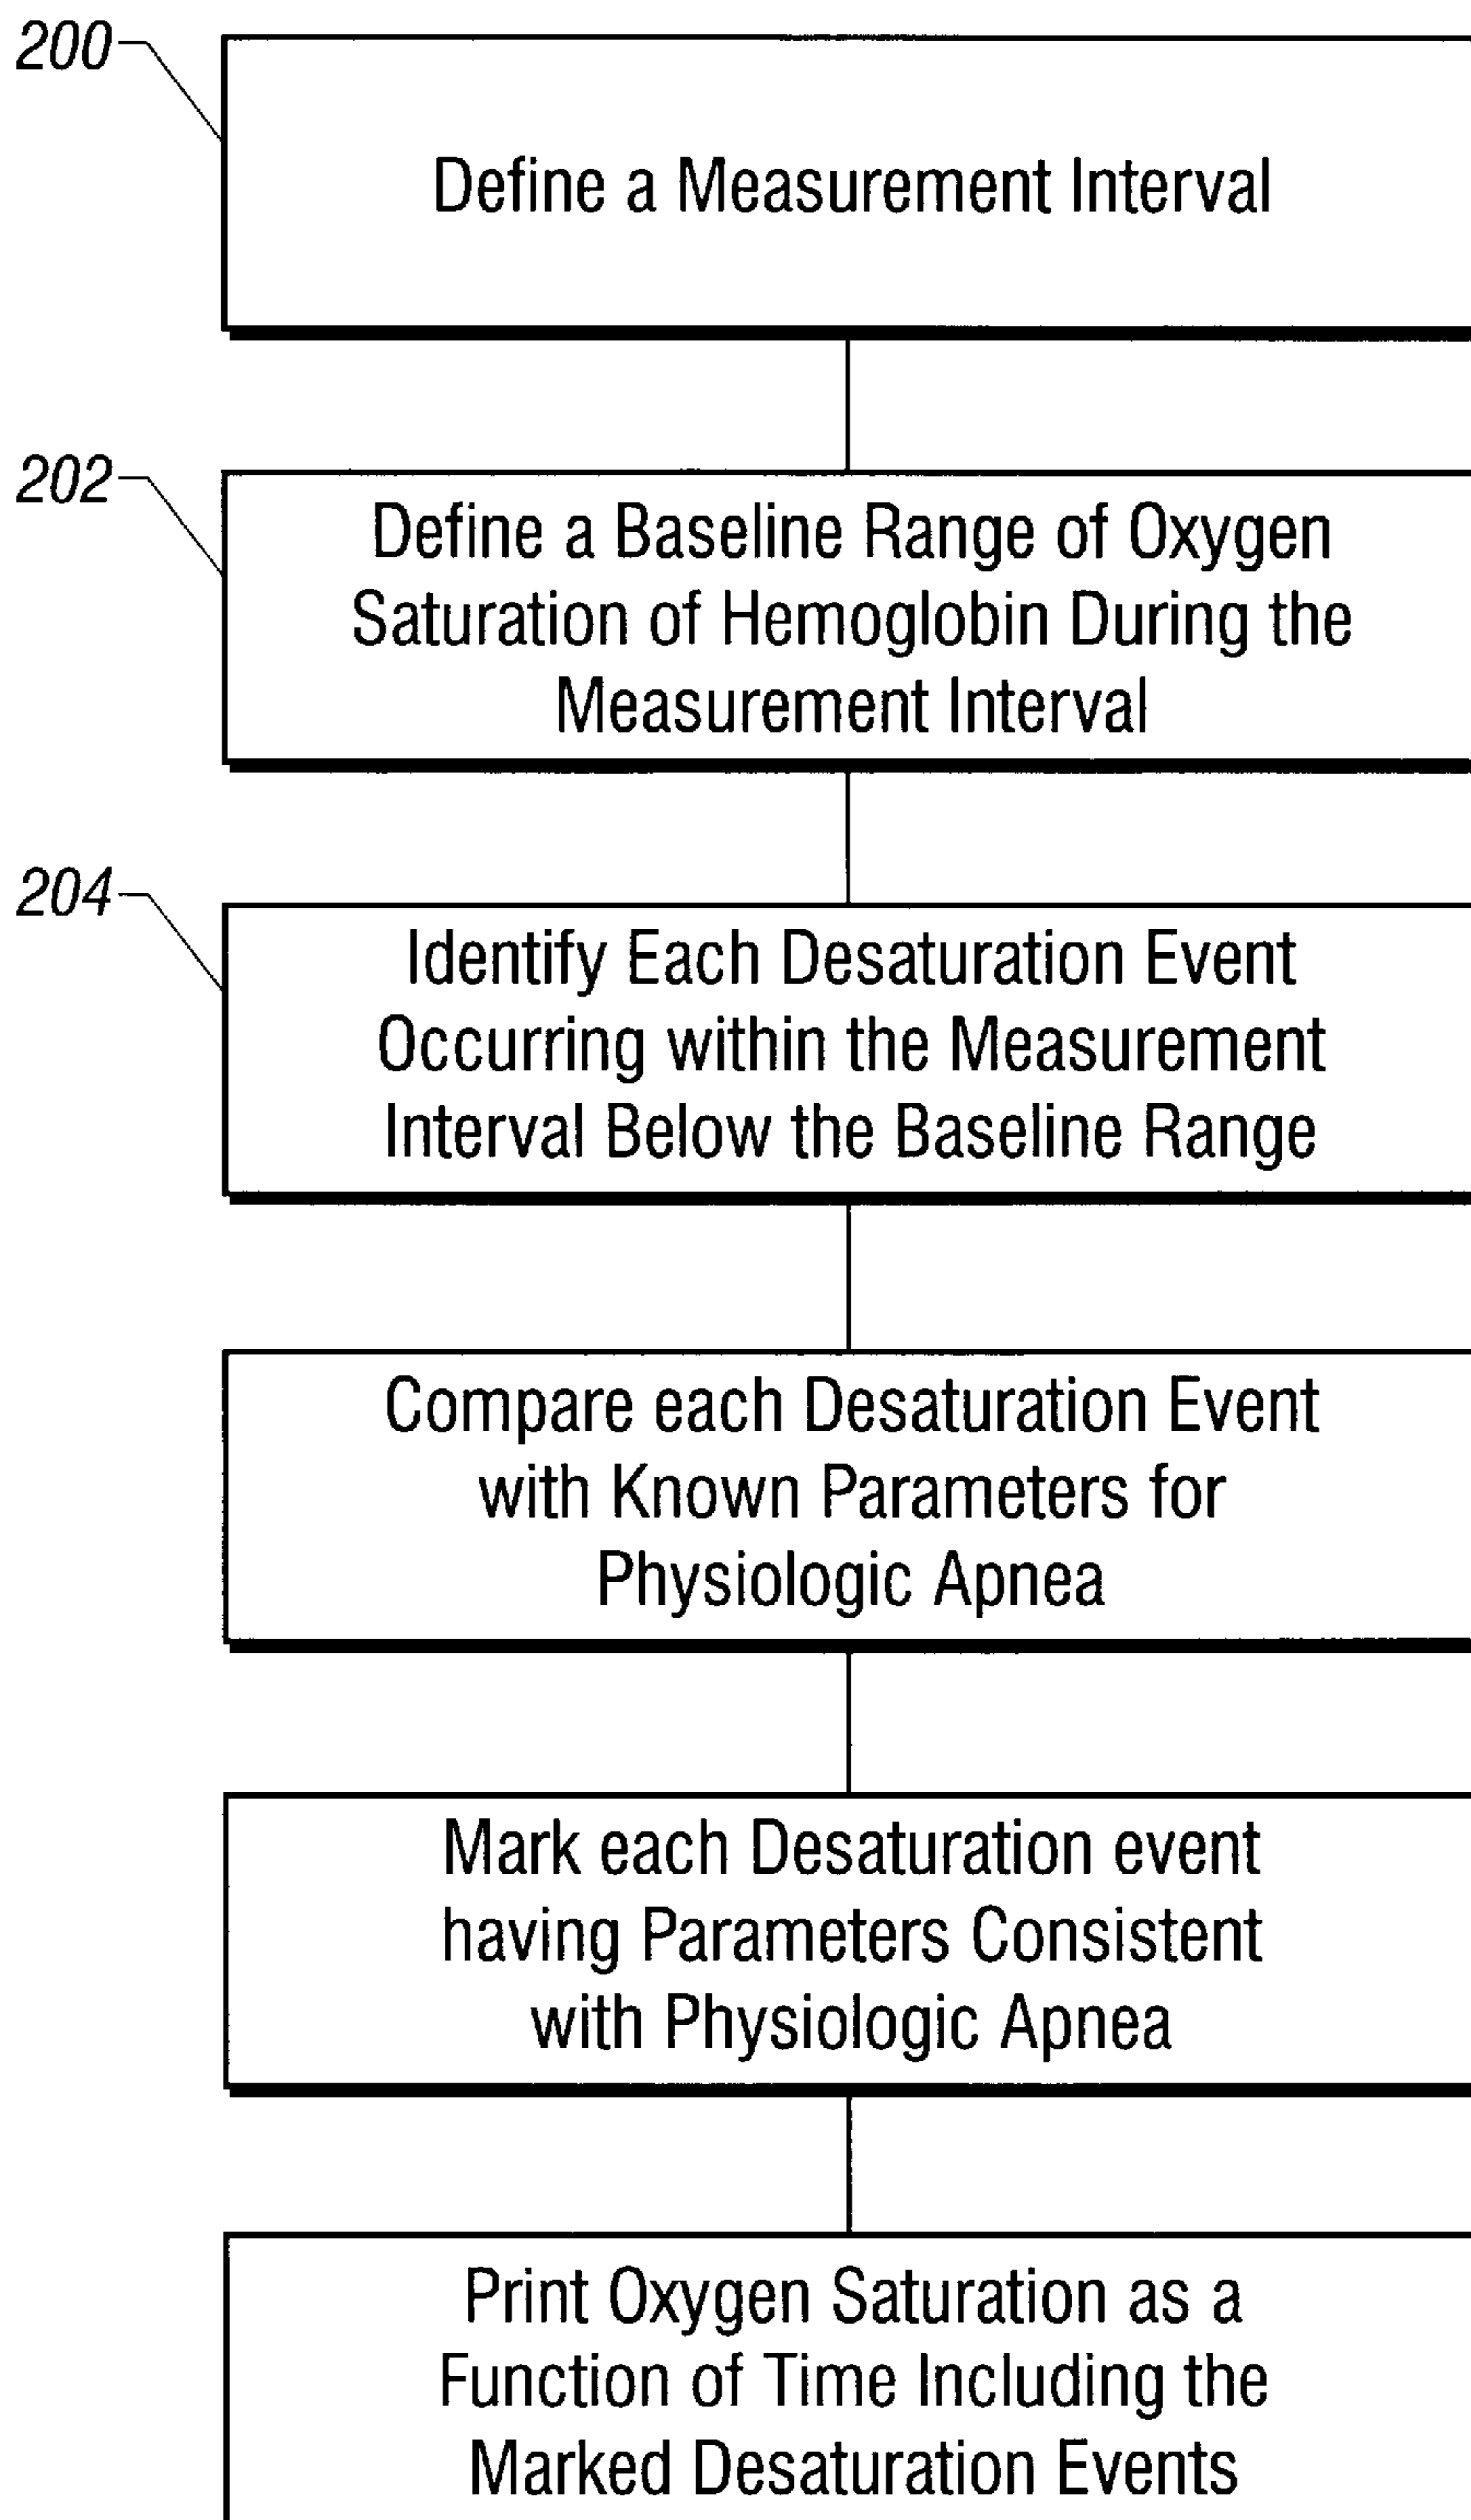 200
Define a Measurement Interval
202
Define a Baseline Range of Oxygen
Saturation of Hemoglobin During the
Measurement Interval
204
Identify Each Desaturation Event
Occurring within the Measurement
Interval Below the Baseline Range
Compare each Desaturation Event
with Known Parameters for
Physiologic Apnea
Mark each Desaturation event
having Parameters Consistent
with Physiologic Apnea
Print Oxygen Saturation as a
Function of Time Including the
Marked Desaturation Events